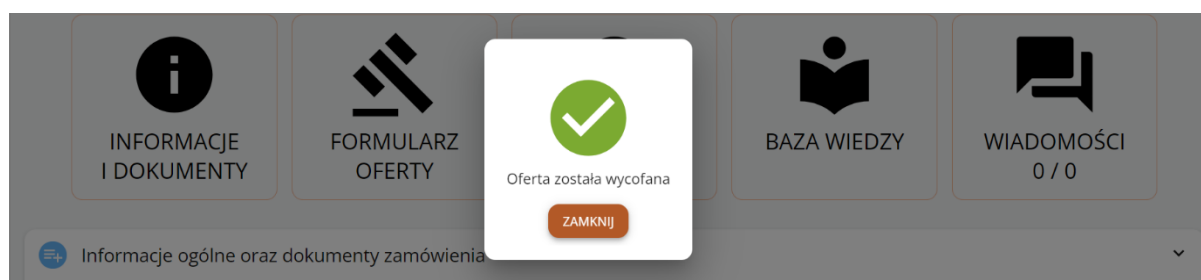 INFORMACJE
I DOKUMENTY
FORMULARZ
OFERTY
Oferta została wycofana
ZAMKNIJ
BAZA WIEDZY
WIADOMOŚCI
0 / 0
Informacje ogólne oraz dokumenty zamówienia